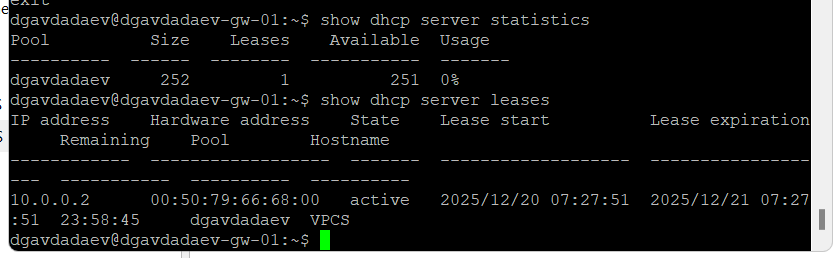 exit
dgavdadaev@dgavdadaev-gw-01:~$ show dhcp server statistics
Pool          Size    Leases    Available  Usage
----------  ------  --------  -----------  -------
dgavdadaev     252         1          251  0%
dgavdadaev@dgavdadaev-gw-01:~$ show dhcp server leases
IP address    Hardware address    State    Lease start          Lease expiration
     Remaining    Pool        Hostname
------------  ------------------  -------  -------------------  ----------------
---  -----------  ----------  ----------
10.0.0.2      00:50:79:66:68:00   active   2025/12/20 07:27:51  2025/12/21 07:27
:51  23:58:45     dgavdadaev  VPCS
dgavdadaev@dgavdadaev-gw-01:~$